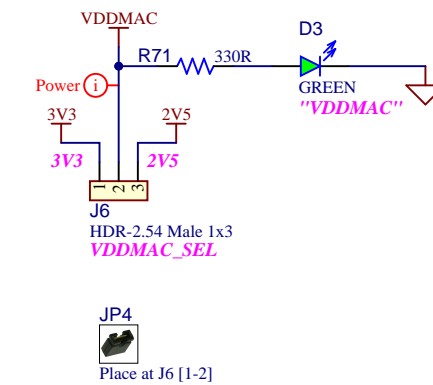 VDDMAC
D3
R71
330R
Power
i
GREEN
"VDDMAC"
3V3
2V5
3V3
2V5
1
2
3
J6
HDR-2.54 Male 1x3
VDDMAC_SEL
JP4
Place at J6 [1-2]